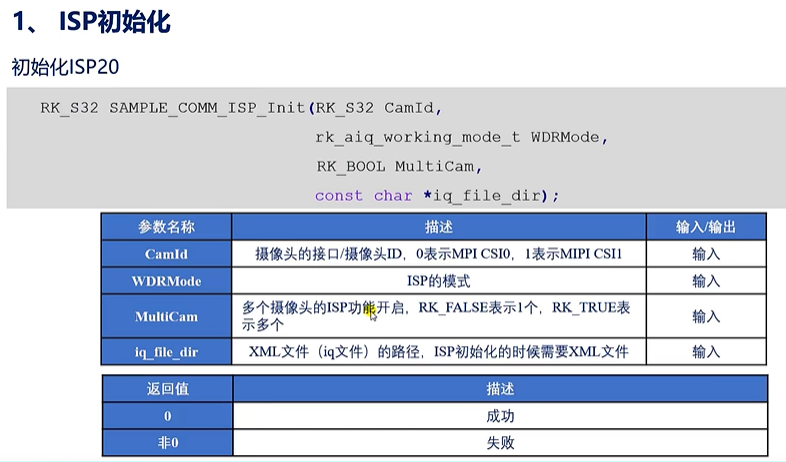 1、 ISP初始化
初始化ISP20
RK_S32 SAMPLE_COMM_ISP_Init(RK_S32 CamId,
rk_aiq_working_mode_t WDRMode,
RK_BOOL MultiCam,
const char *iq_file_dir);
参数名称 描述 输入/输出
CamId 摄像头的接口/摄像头ID，0表示MPI CSI0，1表示MIPI CSI1 输入
WDRMode ISP的模式 输入
MultiCam 多个摄像头的ISP功能开启，RK_FALSE表示1个，RK_TRUE表
示多个 输入
iq_file_dir XML文件（iq文件）的路径，ISP初始化的时候需要XML文件 输入
返回值 描述
0 成功
非0 失败